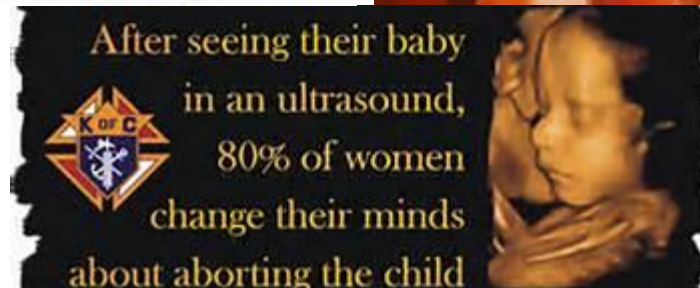 After seeing their baby
in an ultrasound,
K OF C
80% of women
change their minds
about aborting the child